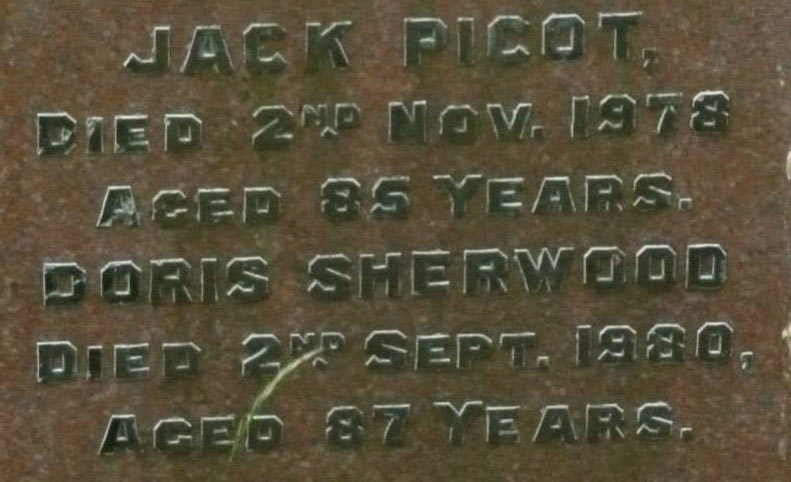 JACK PICOT,
DIED 2ND NOV. 1978
AGED 85 YEARS.
DORIS SHERWOOD
DIED 2ND SEPT. 1980,
AGED 87 YEARS.